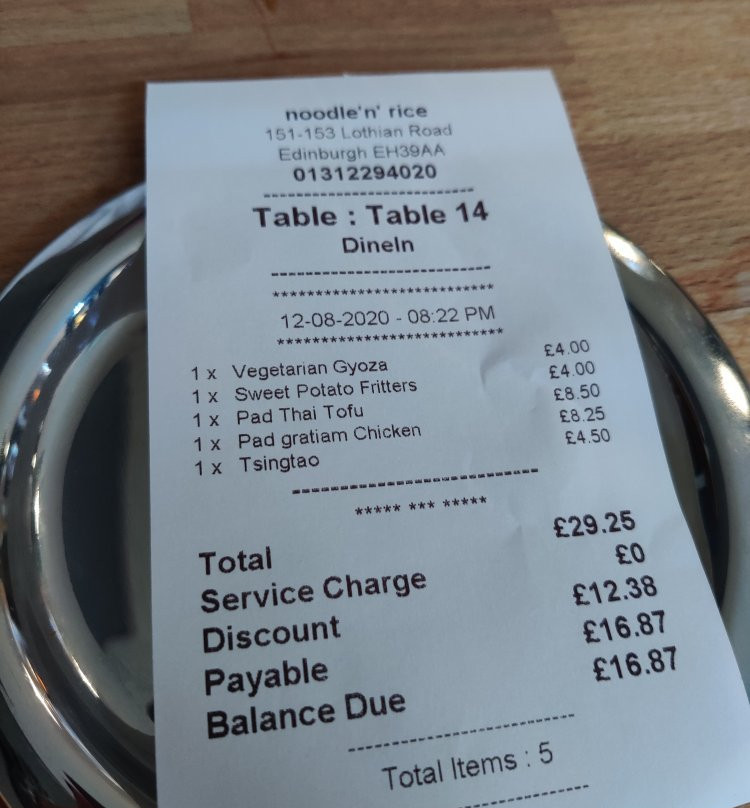 noodle'n' rice
151-153 Lothian Road
Edinburgh EH39AA
01312294020
--------------------------
Table : Table 14
DineIn
--------------------------
**************************
12-08-2020 - 08:22 PM
**************************
1 x Vegetarian Gyoza £4.00
1 x Sweet Potato Fritters £4.00
1 x Pad Thai Tofu £8.50
1 x Pad gratiam Chicken £8.25
1 x Tsingtao £4.50
--------------------------
***** *** *****
Total £29.25
Service Charge £0
Discount £12.38
Payable £16.87
Balance Due £16.87
--------------------------
Total Items : 5
--------------------------